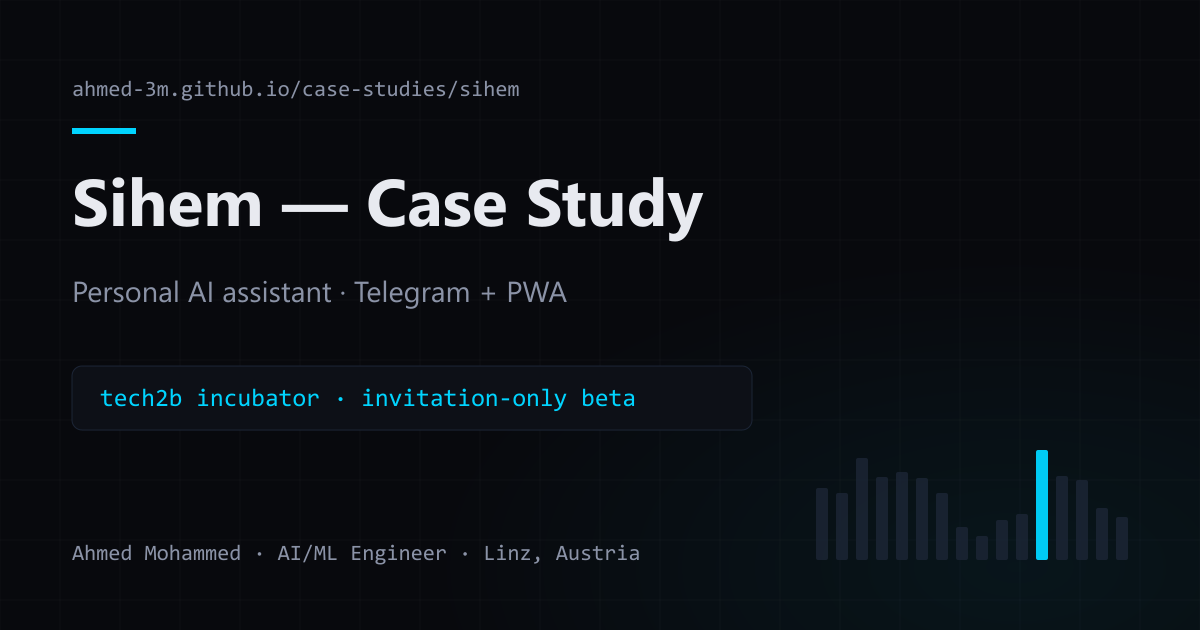 ahmed-3m.github.io/case-studies/sihem
Sihem — Case Study
Personal AI assistant · Telegram + PWA
tech2b incubator · invitation-only beta
Ahmed Mohammed · AI/ML Engineer · Linz, Austria